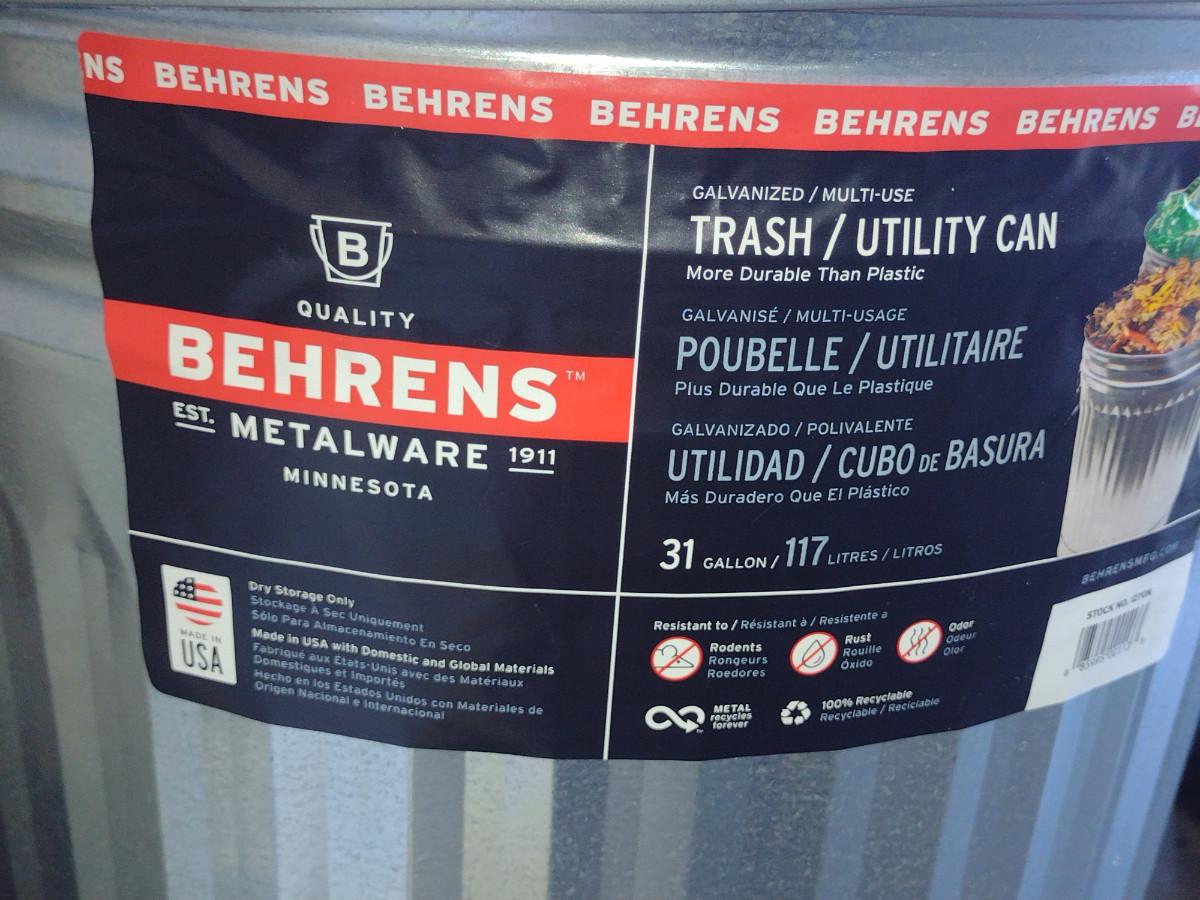 NS BEHRENS BEHRENS BEHRENS BEHRENS BEHRENS
B
QUALITY
BEHRENS™
EST. METALWARE 1911
MINNESOTA
GALVANIZED / MULTI-USE
TRASH / UTILITY CAN
More Durable Than Plastic
GALVANISÉ / MULTI-USAGE
POUBELLE / UTILITAIRE
Plus Durable Que Le Plastique
GALVANIZADO / POLIVALENTE
UTILIDAD / CUBO DE BASURA
Más Duradero Que El Plástico
31 GALLON / 117 LITRES / LITROS
MADE IN
USA
Dry Storage Only
Stockage À Sec Uniquement
Sólo Para Almacenamiento En Seco
Made in USA with Domestic and Global Materials
Fabriqué aux États-Unis avec des Matériaux
Domestiques et Importés
Hecho en los Estados Unidos con Materiales de
Origen Nacional e Internacional
Resistant to / Résistant à / Resistente a
Rodents
Rongeurs
Roedores
Rust
Rouille
Óxido
Odor
Odeur
Olor
METAL
recycles
forever
100% Recyclable
Recyclable / Reciclable
BEHRENSMFG.COM
STOCK NO.